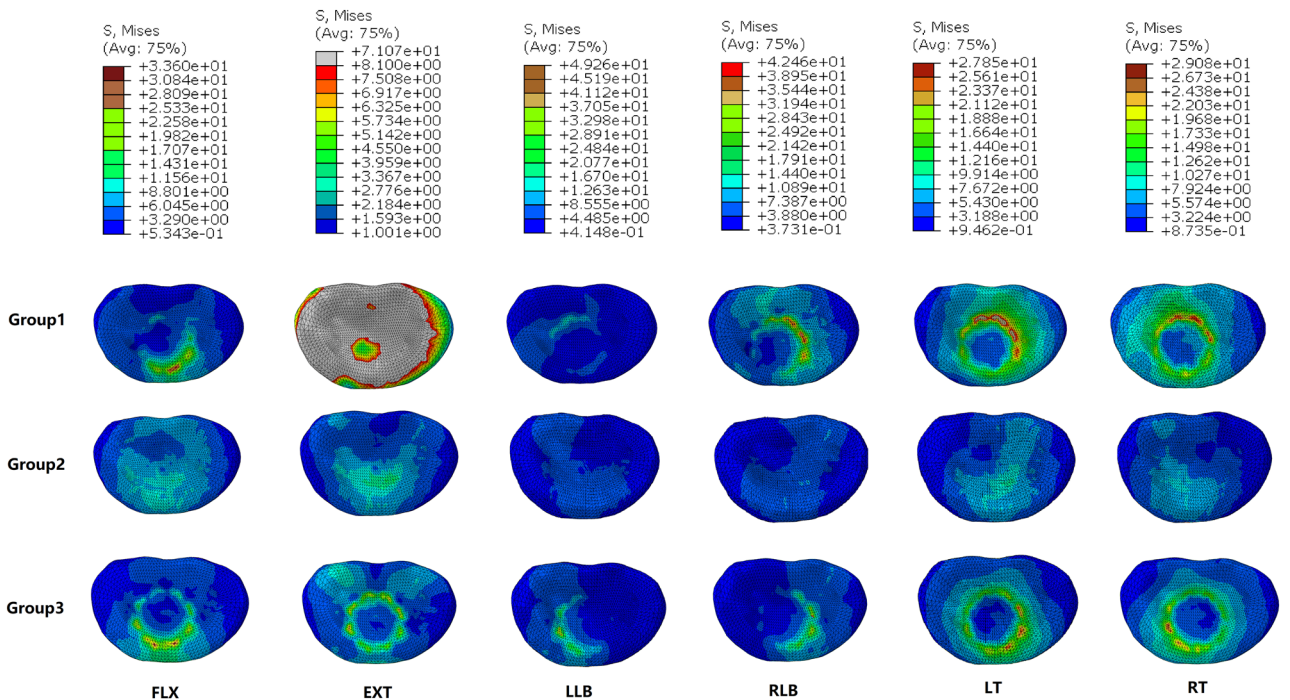 S, Mises
(Avg: 75%)
+3.360e+01
+3.084e+01
+2.809e+01
+2.533e+01
+2.258e+01
+1.982e+01
+1.707e+01
+1.431e+01
+1.156e+01
+8.801e+00
+6.045e+00
+3.290e+00
+5.343e-01
S, Mises
(Avg: 75%)
+7.107e+01
+8.100e+00
+7.508e+00
+6.917e+00
+6.325e+00
+5.734e+00
+5.142e+00
+4.550e+00
+3.959e+00
+3.367e+00
+2.776e+00
+2.184e+00
+1.593e+00
+1.001e+00
S, Mises
(Avg: 75%)
+4.926e+01
+4.519e+01
+4.112e+01
+3.705e+01
+3.298e+01
+2.891e+01
+2.484e+01
+2.077e+01
+1.670e+01
+1.263e+01
+8.555e+00
+4.485e+00
+4.148e-01
S, Mises
(Avg: 75%)
+4.246e+01
+3.895e+01
+3.544e+01
+3.194e+01
+2.843e+01
+2.492e+01
+2.142e+01
+1.791e+01
+1.440e+01
+1.089e+01
+7.387e+00
+3.880e+00
+3.731e-01
S, Mises
(Avg: 75%)
+2.785e+01
+2.561e+01
+2.337e+01
+2.112e+01
+1.888e+01
+1.664e+01
+1.440e+01
+1.216e+01
+9.914e+00
+7.672e+00
+5.430e+00
+3.188e+00
+9.462e-01
S, Mises
(Avg: 75%)
+2.908e+01
+2.673e+01
+2.438e+01
+2.203e+01
+1.968e+01
+1.733e+01
+1.498e+01
+1.262e+01
+1.027e+01
+7.924e+00
+5.574e+00
+3.224e+00
+8.735e-01
Group1
Group2
Group3
FLX
EXT
LLB
RLB
LT
RT